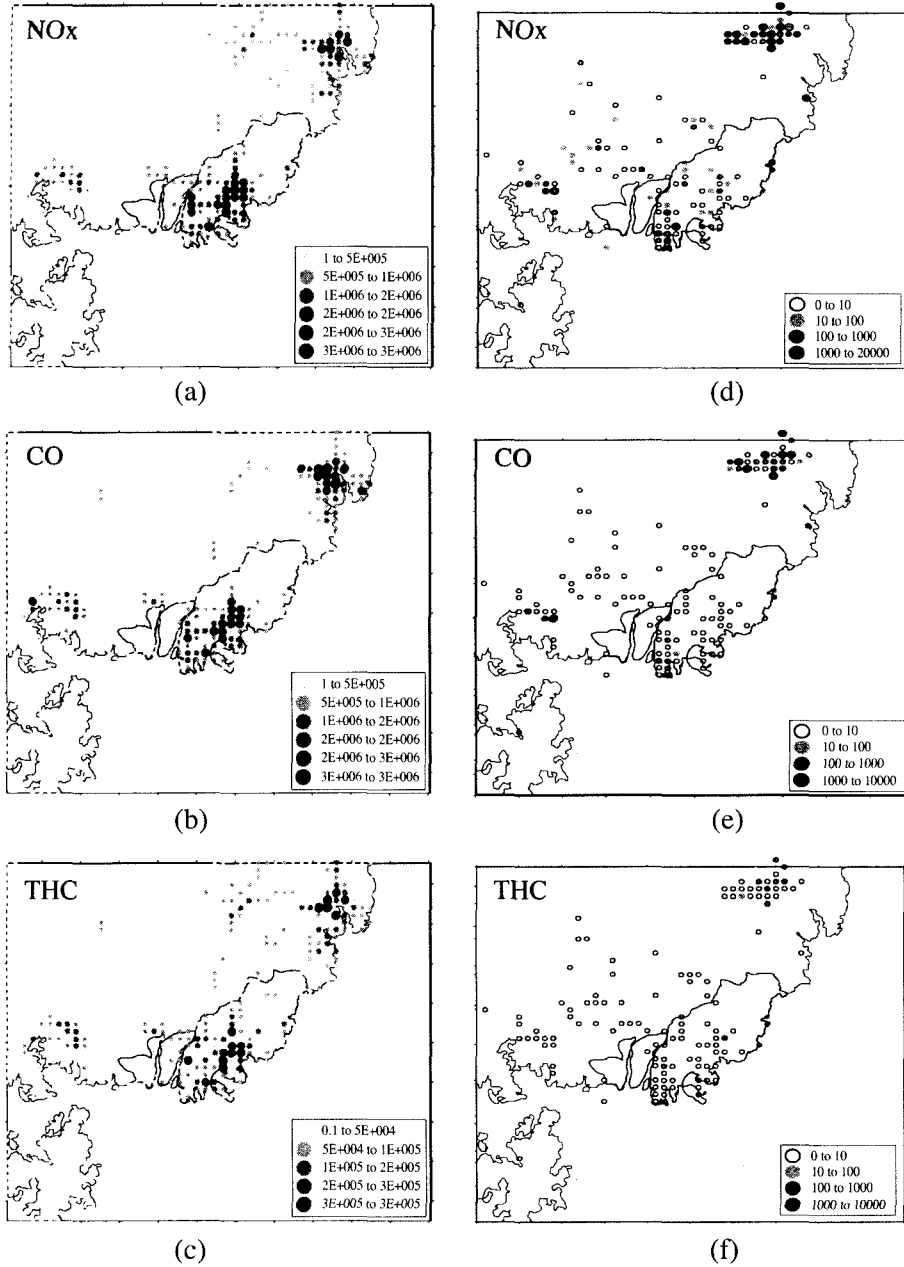 NOx
1 to 5E+005
5E+005 to 1E+006
1E+006 to 2E+006
2E+006 to 2E+006
2E+006 to 3E+006
3E+006 to 3E+006
(a)
NOx
0 to 10
10 to 100
100 to 1000
1000 to 20000
(d)
CO
1 to 5E+005
5E+005 to 1E+006
1E+006 to 2E+006
2E+006 to 2E+006
2E+006 to 3E+006
3E+006 to 3E+006
(b)
CO
0 to 10
10 to 100
100 to 1000
1000 to 10000
(e)
THC
0.1 to 5E+004
5E+004 to 1E+005
1E+005 to 2E+005
2E+005 to 3E+005
3E+005 to 3E+005
(c)
THC
0 to 10
10 to 100
100 to 1000
1000 to 10000
(f)